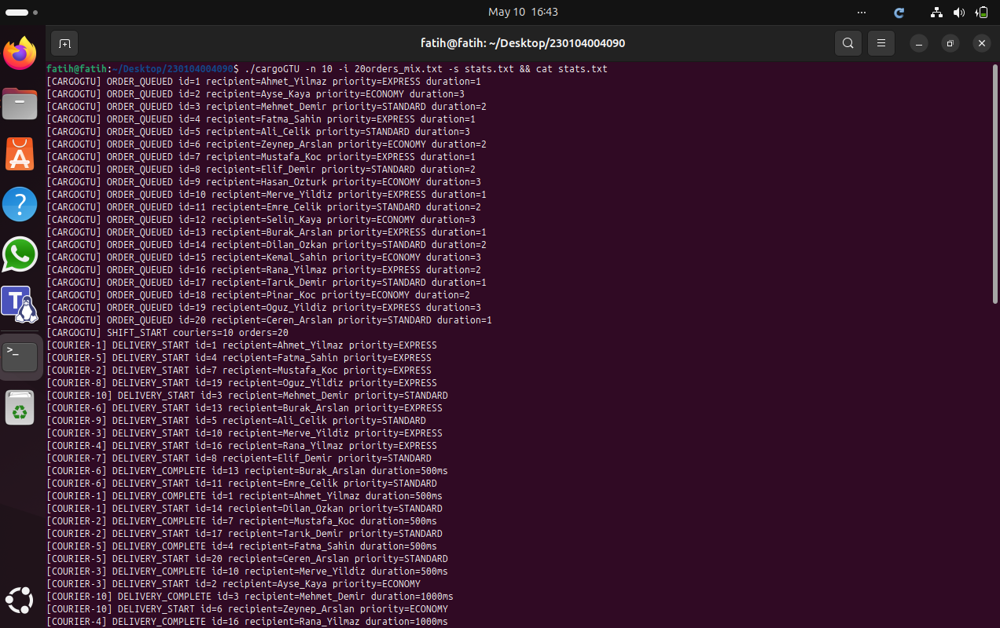 May 10 16:43
fatih@fatih: ~/Desktop/230104004090
fatih@fatih:~/Desktop/230104004090$ ./cargoGTU -n 10 -i 20orders_mix.txt -s stats.txt && cat stats.txt
[CARGOGTU] ORDER_QUEUED id=1 recipient=Ahmet_Yilmaz priority=EXPRESS duration=1
[CARGOGTU] ORDER_QUEUED id=2 recipient=Ayse_Kaya priority=ECONOMY duration=3
[CARGOGTU] ORDER_QUEUED id=3 recipient=Mehmet_Demir priority=STANDARD duration=2
[CARGOGTU] ORDER_QUEUED id=4 recipient=Fatma_Sahin priority=EXPRESS duration=1
[CARGOGTU] ORDER_QUEUED id=5 recipient=Ali_Celik priority=STANDARD duration=3
[CARGOGTU] ORDER_QUEUED id=6 recipient=Zeynep_Arslan priority=ECONOMY duration=2
[CARGOGTU] ORDER_QUEUED id=7 recipient=Mustafa_Koc priority=EXPRESS duration=1
[CARGOGTU] ORDER_QUEUED id=8 recipient=Elif_Demir priority=STANDARD duration=2
[CARGOGTU] ORDER_QUEUED id=9 recipient=Hasan_Ozturk priority=ECONOMY duration=3
[CARGOGTU] ORDER_QUEUED id=10 recipient=Merve_Yildiz priority=EXPRESS duration=1
[CARGOGTU] ORDER_QUEUED id=11 recipient=Emre_Celik priority=STANDARD duration=2
[CARGOGTU] ORDER_QUEUED id=12 recipient=Selin_Kaya priority=ECONOMY duration=3
[CARGOGTU] ORDER_QUEUED id=13 recipient=Burak_Arslan priority=EXPRESS duration=1
[CARGOGTU] ORDER_QUEUED id=14 recipient=Dilan_Ozkan priority=STANDARD duration=2
[CARGOGTU] ORDER_QUEUED id=15 recipient=Kemal_Sahin priority=ECONOMY duration=3
[CARGOGTU] ORDER_QUEUED id=16 recipient=Rana_Yilmaz priority=EXPRESS duration=2
[CARGOGTU] ORDER_QUEUED id=17 recipient=Tarık_Demir priority=STANDARD duration=1
[CARGOGTU] ORDER_QUEUED id=18 recipient=Pinar_Koc priority=ECONOMY duration=2
[CARGOGTU] ORDER_QUEUED id=19 recipient=Oguz_Yildiz priority=EXPRESS duration=3
[CARGOGTU] ORDER_QUEUED id=20 recipient=Ceren_Arslan priority=STANDARD duration=1
[CARGOGTU] SHIFT_START couriers=10 orders=20
[COURIER-1] DELIVERY_START id=1 recipient=Ahmet_Yilmaz priority=EXPRESS
[COURIER-5] DELIVERY_START id=4 recipient=Fatma_Sahin priority=EXPRESS
[COURIER-2] DELIVERY_START id=7 recipient=Mustafa_Koc priority=EXPRESS
[COURIER-8] DELIVERY_START id=19 recipient=Oguz_Yildiz priority=EXPRESS
[COURIER-10] DELIVERY_START id=3 recipient=Mehmet_Demir priority=STANDARD
[COURIER-6] DELIVERY_START id=13 recipient=Burak_Arslan priority=EXPRESS
[COURIER-9] DELIVERY_START id=5 recipient=Ali_Celik priority=STANDARD
[COURIER-3] DELIVERY_START id=10 recipient=Merve_Yildiz priority=EXPRESS
[COURIER-4] DELIVERY_START id=16 recipient=Rana_Yilmaz priority=EXPRESS
[COURIER-7] DELIVERY_START id=8 recipient=Elif_Demir priority=STANDARD
[COURIER-6] DELIVERY_COMPLETE id=13 recipient=Burak_Arslan duration=500ms
[COURIER-6] DELIVERY_START id=11 recipient=Emre_Celik priority=STANDARD
[COURIER-1] DELIVERY_COMPLETE id=1 recipient=Ahmet_Yilmaz duration=500ms
[COURIER-1] DELIVERY_START id=14 recipient=Dilan_Ozkan priority=STANDARD
[COURIER-2] DELIVERY_COMPLETE id=7 recipient=Mustafa_Koc duration=500ms
[COURIER-2] DELIVERY_START id=17 recipient=Tarık_Demir priority=STANDARD
[COURIER-5] DELIVERY_COMPLETE id=4 recipient=Fatma_Sahin duration=500ms
[COURIER-5] DELIVERY_START id=20 recipient=Ceren_Arslan priority=STANDARD
[COURIER-3] DELIVERY_COMPLETE id=10 recipient=Merve_Yildiz duration=500ms
[COURIER-3] DELIVERY_START id=2 recipient=Ayse_Kaya priority=ECONOMY
[COURIER-10] DELIVERY_COMPLETE id=3 recipient=Mehmet_Demir duration=1000ms
[COURIER-10] DELIVERY_START id=6 recipient=Zeynep_Arslan priority=ECONOMY
[COURIER-4] DELIVERY_COMPLETE id=16 recipient=Rana_Yilmaz duration=1000ms